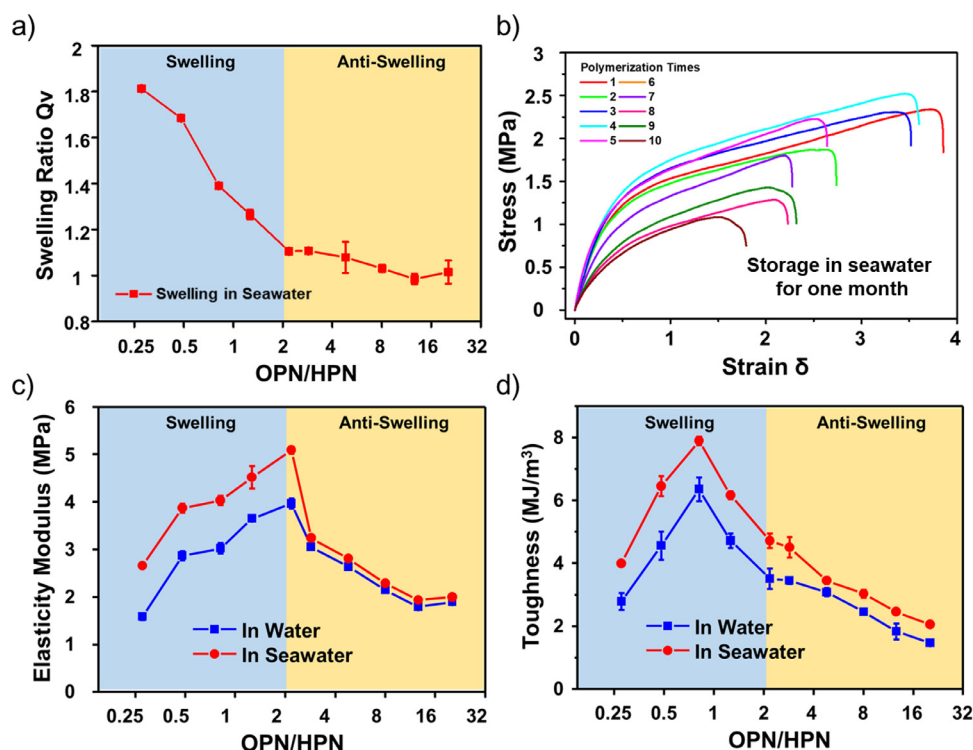 a)
Swelling
Anti-Swelling
Swelling Ratio Qv
2
1.8
1.6
1.4
1.2
1
0.8
Swelling in Seawater
0.25 0.5 1 2 4 8 16 32
OPN/HPN
b)
Stress (MPa)
3
2.5
2
1.5
1
0.5
0
Polymerization Times
1 6
2 7
3 8
4 9
5 10
Storage in seawater
for one month
0 1 2 3 4
Strain δ
c)
Swelling
Anti-Swelling
Elasticity Modulus (MPa)
6
5
4
3
2
1
0
In Water
In Seawater
0.25 0.5 1 2 4 8 16 32
OPN/HPN
d)
Swelling
Anti-Swelling
Toughness (MJ/m³)
8
6
4
2
0
In Water
In Seawater
0.25 0.5 1 2 4 8 16 32
OPN/HPN